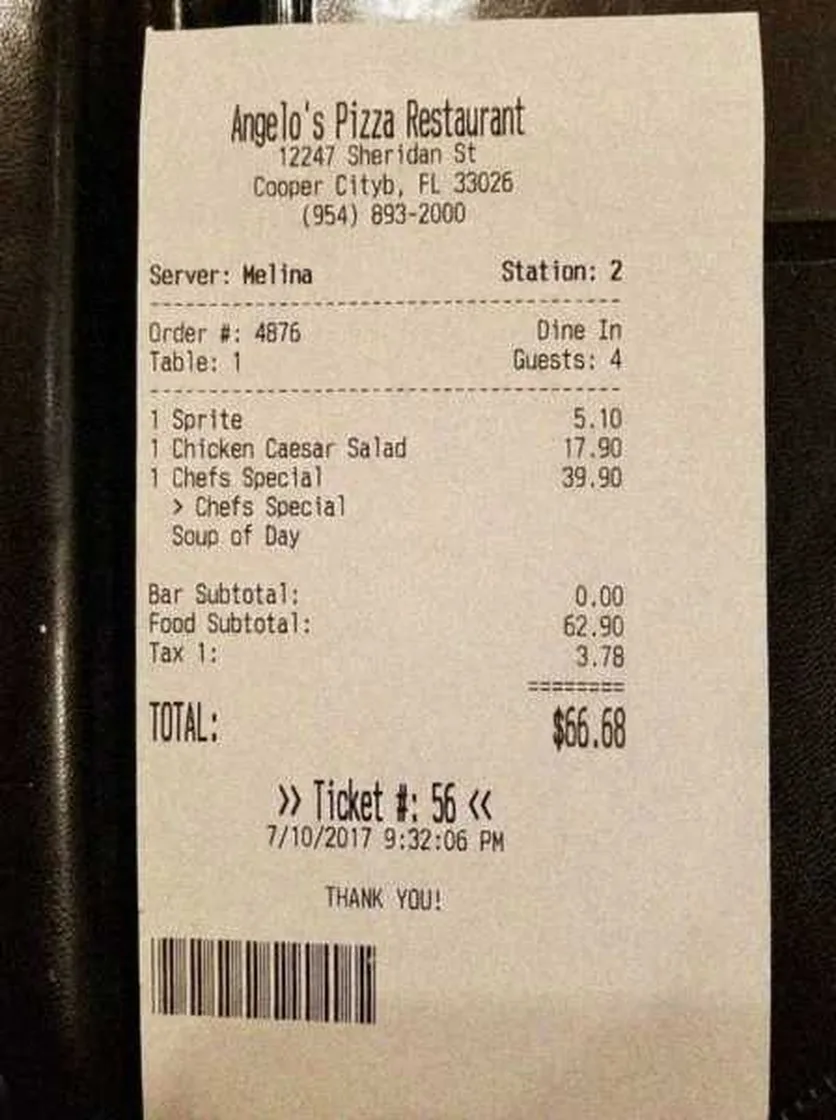 Angelo's Pizza Restaurant
12247 Sheridan St
Cooper Cityb, FL 33026
(954) 893-2000
Server: Melina Station: 2
Order #: 4876 Dine In
Table: 1 Guests: 4
1 Sprite 5.10
1 Chicken Caesar Salad 17.90
1 Chefs Special 39.90
> Chefs Special
Soup of Day
Bar Subtotal: 0.00
Food Subtotal: 62.90
Tax 1: 3.78
========
TOTAL: $66.68
>> Ticket #: 56 <<
7/10/2017 9:32:06 PM
THANK YOU!